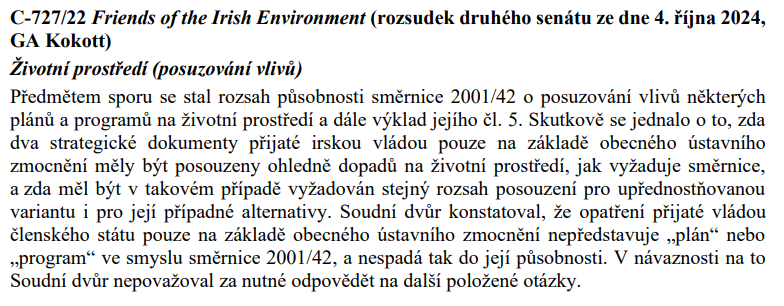 C-727/22 Friends of the Irish Environment (rozsudek druhého senátu ze dne 4. října 2024,
GA Kokott)
Životní prostředí (posuzování vlivů)
Předmětem sporu se stal rozsah působnosti směrnice 2001/42 o posuzování vlivů některých
plánů a programů na životní prostředí a dále výklad jejího čl. 5. Skutkově se jednalo o to, zda
dva strategické dokumenty přijaté irskou vládou pouze na základě obecného ústavního
zmocnění měly být posouzeny ohledně dopadů na životní prostředí, jak vyžaduje směrnice,
a zda měl být v takovém případě vyžadován stejný rozsah posouzení pro upřednostňovanou
variantu i pro její případné alternativy. Soudní dvůr konstatoval, že opatření přijaté vládou
členského státu pouze na základě obecného ústavního zmocnění nepředstavuje „plán“ nebo
„program“ ve smyslu směrnice 2001/42, a nespadá tak do její působnosti. V návaznosti na to
Soudní dvůr nepovažoval za nutné odpovědět na další položené otázky.